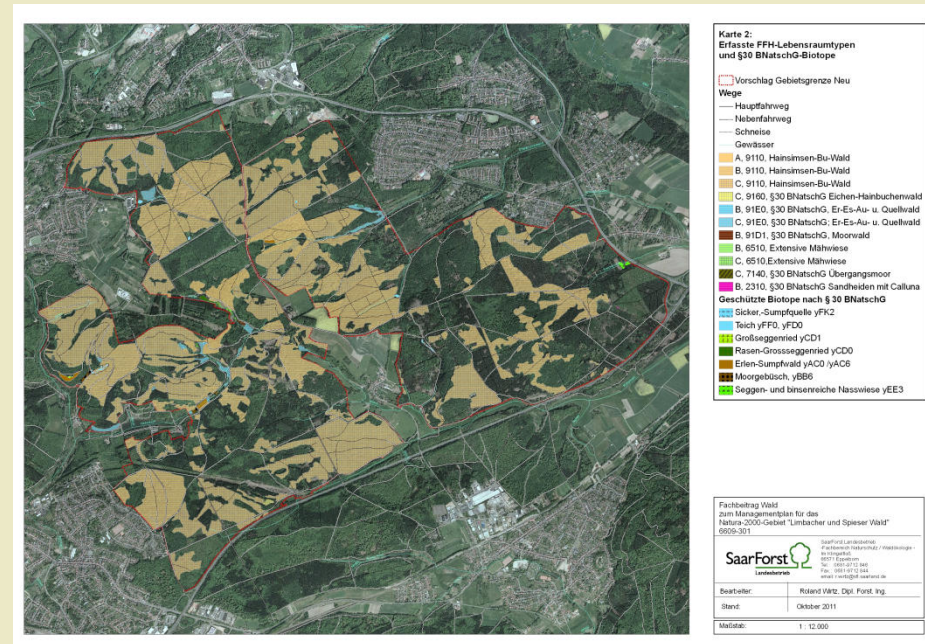 Karte 2:
Erfasste FFH-Lebensraumtypen
und §30 BNatschG-Biotope
Vorschlag Gebietsgrenze Neu
Wege
Hauptfahrweg
Nebenfahrweg
Schneise
Gewässer
A, 9110, Hainsimsen-Bu-Wald
B, 9110, Hainsimsen-Bu-Wald
C, 9110, Hainsimsen-Bu-Wald
C, 9160, §30 BNatschG Eichen-Hainbuchenwald
B, 91E0, §30 BNatschG, Er-Es-Au- u. Quellwald
C, 91E0, §30 BNatschG; Er-Es-Au- u. Quellwald
B, 91D1, §30 BNatschG, Moorwald
B, 6510, Extensive Mähwiese
C, 6510,Extensive Mähwiese
C, 7140, §30 BNatschG Übergangsmoor
B, 2310, §30 BNatschG Sandheiden mit Calluna
Geschützte Biotope nach § 30 BNatschG
Sicker,-Sumpfquelle yFK2
Teich yFF0, yFD0
Großseggenried yCD1
Rasen-Grossseggenried yCD0
Erlen-Sumpfwald yAC0 /yAC6
Moorgebüsch, yBB6
Seggen- und binsenreiche Nasswiese yEE3
Fachbeitrag Wald
zum Managementplan für das
Natura-2000-Gebiet "Limbacher und Spieser Wald"
6609-301
SaarForst
Landesbetrieb
SaarForst Landesbetrieb
66571 Eppelborn
Bearbeiter: Roland Wirtz, Dipl. Forst. Ing.
Stand: Oktober 2011
Maßstab: 1 : 12.000